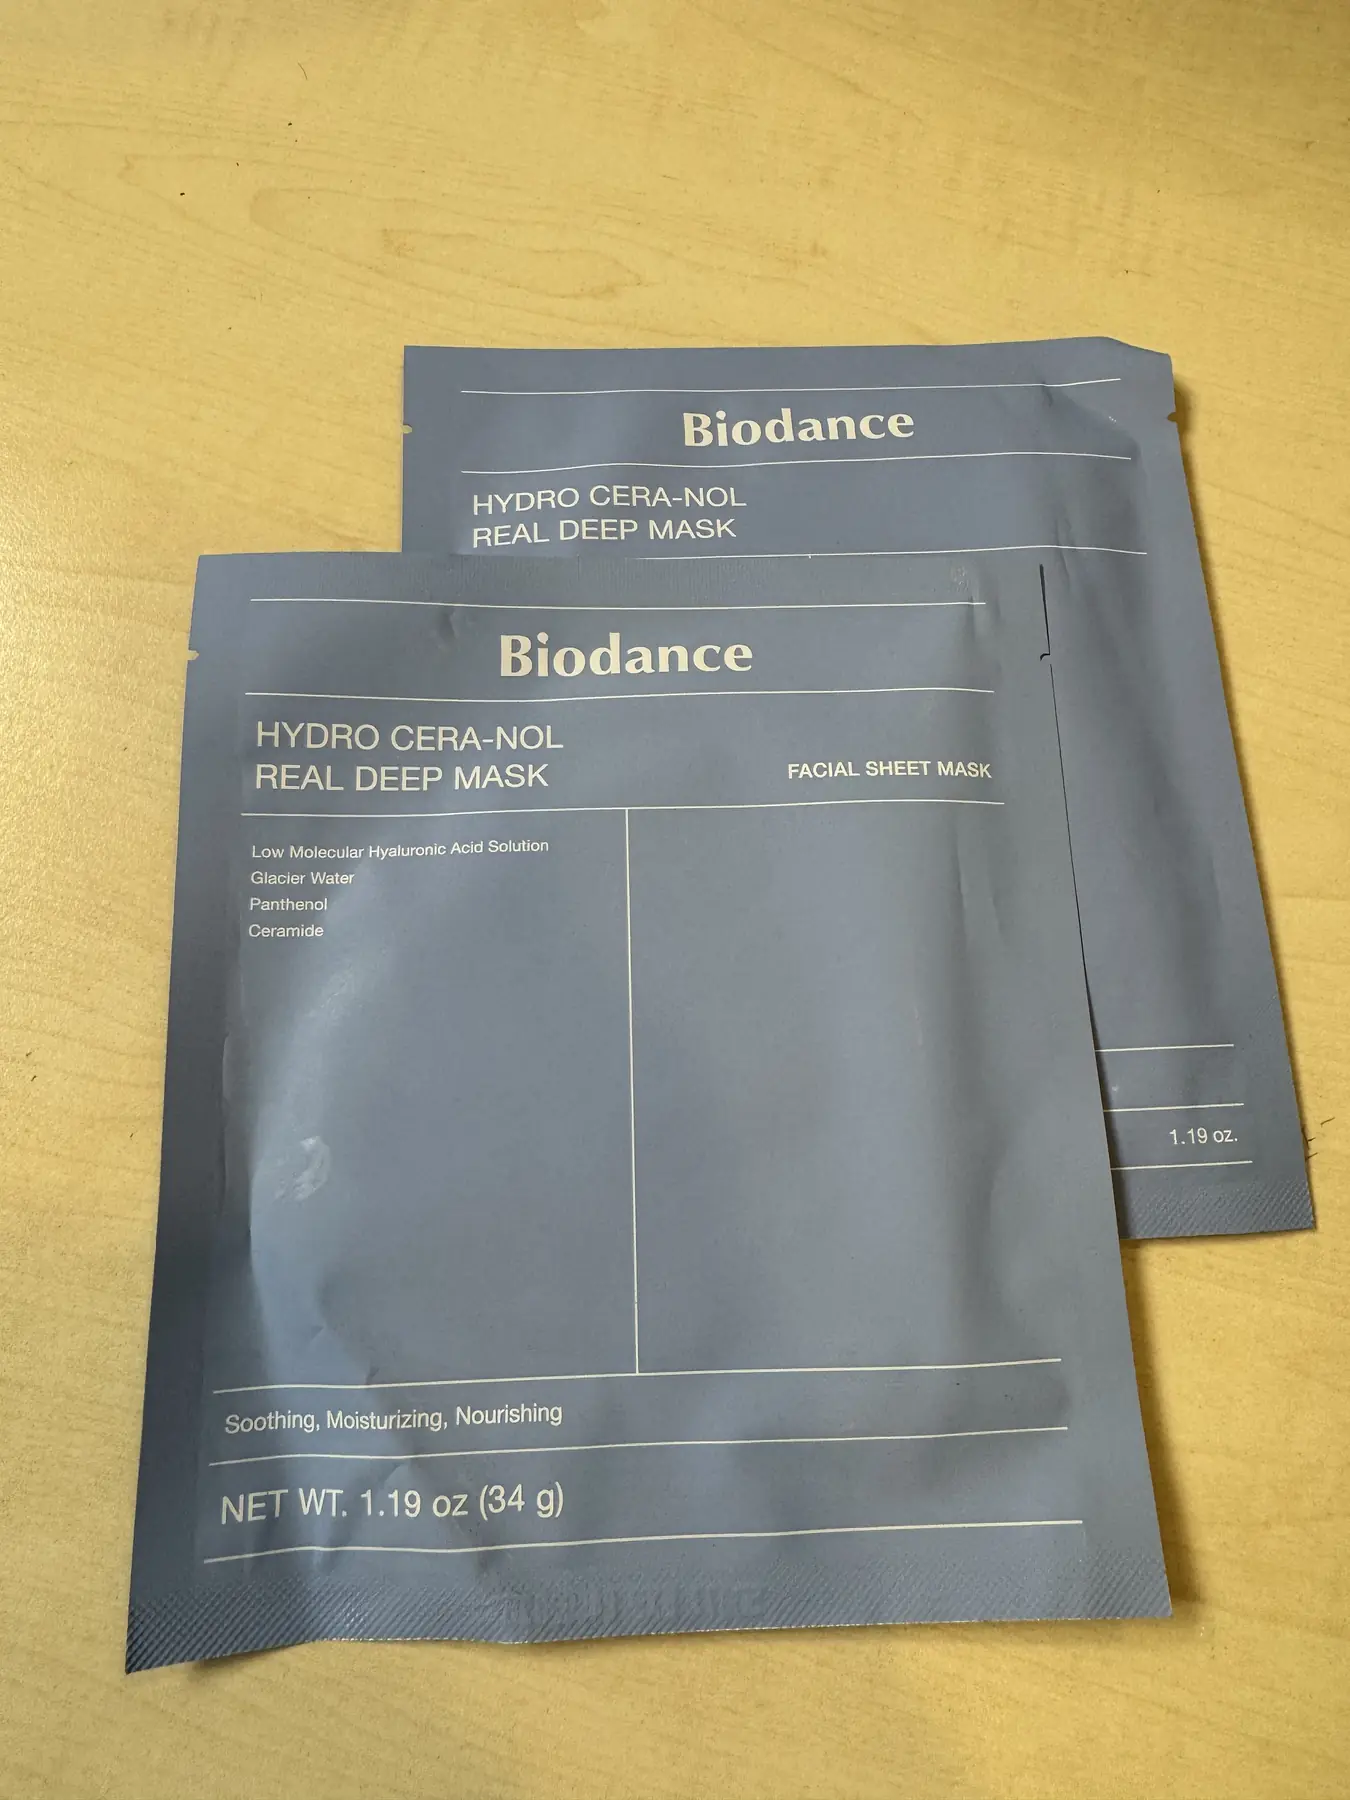 Biodance
HYDRO CERA-NOL
REAL DEEP MASK
1.19 oz.
Biodance
HYDRO CERA-NOL
REAL DEEP MASK
FACIAL SHEET MASK
Low Molecular Hyaluronic Acid Solution
Glacier Water
Panthenol
Ceramide
Soothing, Moisturizing, Nourishing
NET WT. 1.19 oz (34 g)